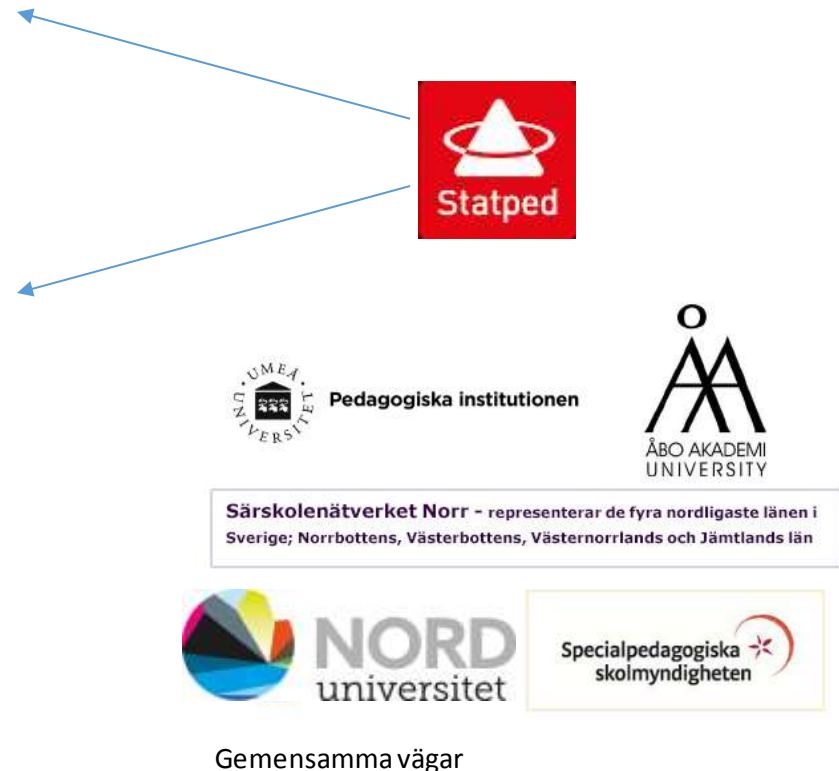 Statped
UMEÅ UNIVERSITET
Pedagogiska institutionen
ÅBO AKADEMI
UNIVERSITY
Särskolenätverket Norr - representerar de fyra nordligaste länen i
Sverige; Norrbottens, Västerbottens, Västernorrlands och Jämtlands län
NORD
universitet
Specialpedagogiska
skolmyndigheten
Gemensamma vägar